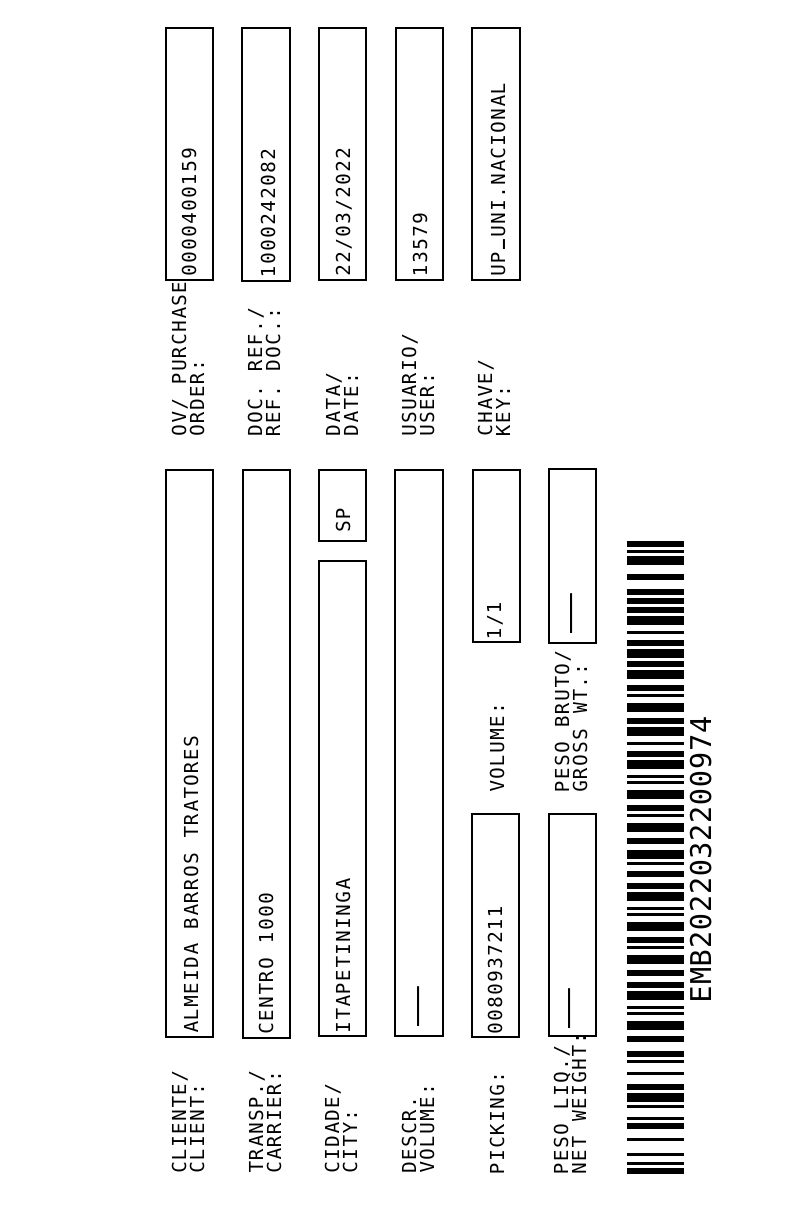 CLIENTE/ CLIENT: ALMEIDA BARROS TRATORES
OV/ PURCHASE ORDER: 0000400159
TRANSP./ CARRIER: CENTRO 1000
DOC. REF./ REF. DOC.: 1000242082
CIDADE/ CITY: ITAPETININGA SP
DATA/ DATE: 22/03/2022
DESCR. VOLUME: —
USUARIO/ USER: 13579
PICKING: 0080937211
VOLUME: 1/1
CHAVE/ KEY: UP_UNI.NACIONAL
PESO LIQ./ NET WEIGHT: —
PESO BRUTO/ GROSS WT.: —
EMB2022032200974